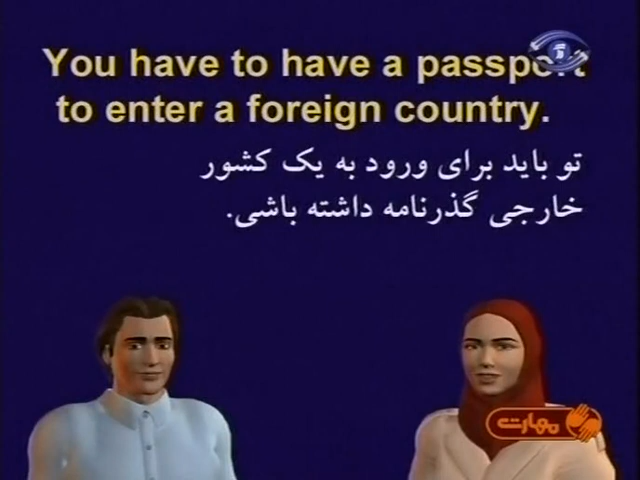 You have to have a passport
to enter a foreign country.
تو باید برای ورود به یک کشور
خارجی گذرنامه داشته باشی.
مهارت